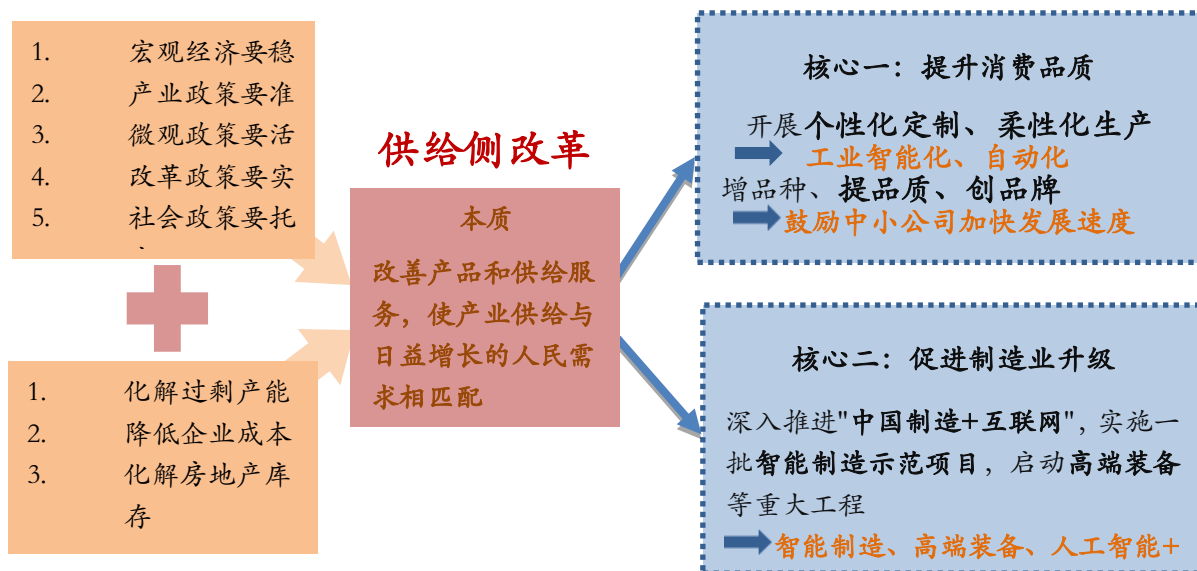 1. 宏观经济要稳
2. 产业政策要准
3. 微观政策要活
4. 改革政策要实
5. 社会政策要托
1. 化解过剩产能
2. 降低企业成本
3. 化解房地产库
存
供给侧改革
本质
改善产品和供给服
务，使产业供给与
日益增长的人民需
求相匹配
核心一：提升消费品质
开展个性化定制、柔性化生产
工业智能化、自动化
增品种、提品质、创品牌
鼓励中小公司加快发展速度
核心二：促进制造业升级
深入推进"中国制造+互联网"，实施一
批智能制造示范项目，启动高端装备
等重大工程
智能制造、高端装备、人工智能+